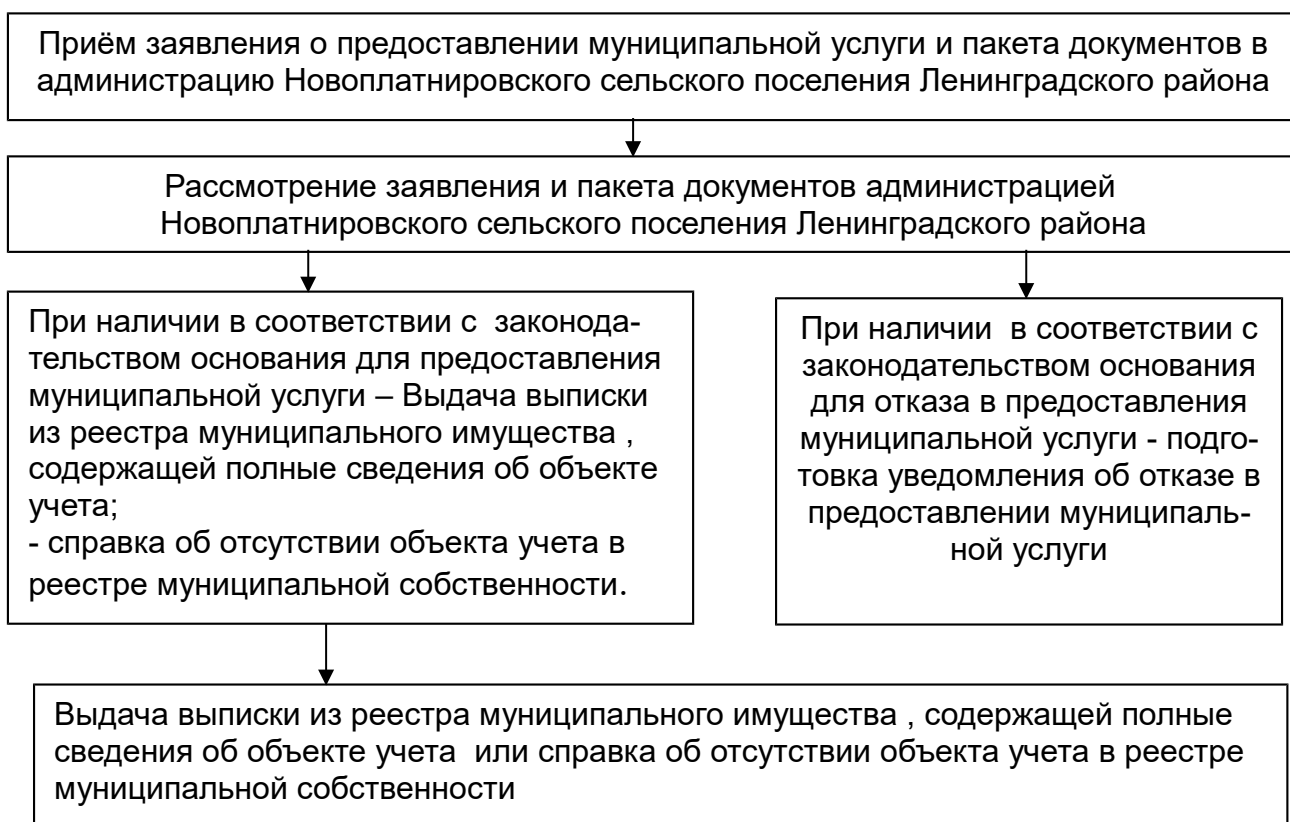 Приём заявления о предоставлении муниципальной услуги и пакета документов в
администрацию Новоплатнировского сельского поселения Ленинградского района
Рассмотрение заявления и пакета документов администрацией
Новоплатнировского сельского поселения Ленинградского района
При наличии в соответствии с  законода-
тельством основания для предоставления
муниципальной услуги – Выдача выписки
из реестра муниципального имущества ,
содержащей полные сведения об объекте
учета;
- справка об отсутствии объекта учета в
реестре муниципальной собственности.
При наличии  в соответствии с
законодательством основания
для отказа в предоставления
муниципальной услуги - подго-
товка уведомления об отказе в
предоставлении муниципаль-
ной услуги
Выдача выписки из реестра муниципального имущества , содержащей полные
сведения об объекте учета  или справка об отсутствии объекта учета в реестре
муниципальной собственности